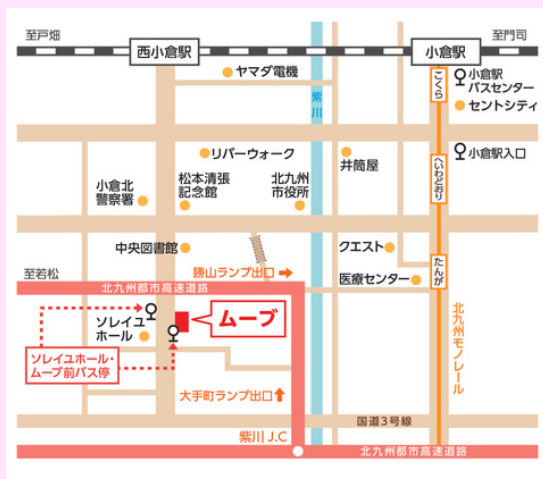 至戸畑
至門司
西小倉駅
小倉駅
ヤマダ電機
こくら
小倉駅
バスセンター
セントシティ
紫川
リバーウォーク
井筒屋
へいわどおり
小倉駅入口
小倉北
警察署
松本清張
記念館
北九州
市役所
中央図書館
クエスト
たんが
勝山ランプ出口
医療センター
至若松
北九州都市高速道路
ソレイユ
ホール
ムーブ
北九州モノレール
ソレイユホール・
ムーブ前バス停
大手町ランプ出口
国道3号線
紫川 J.C
北九州都市高速道路